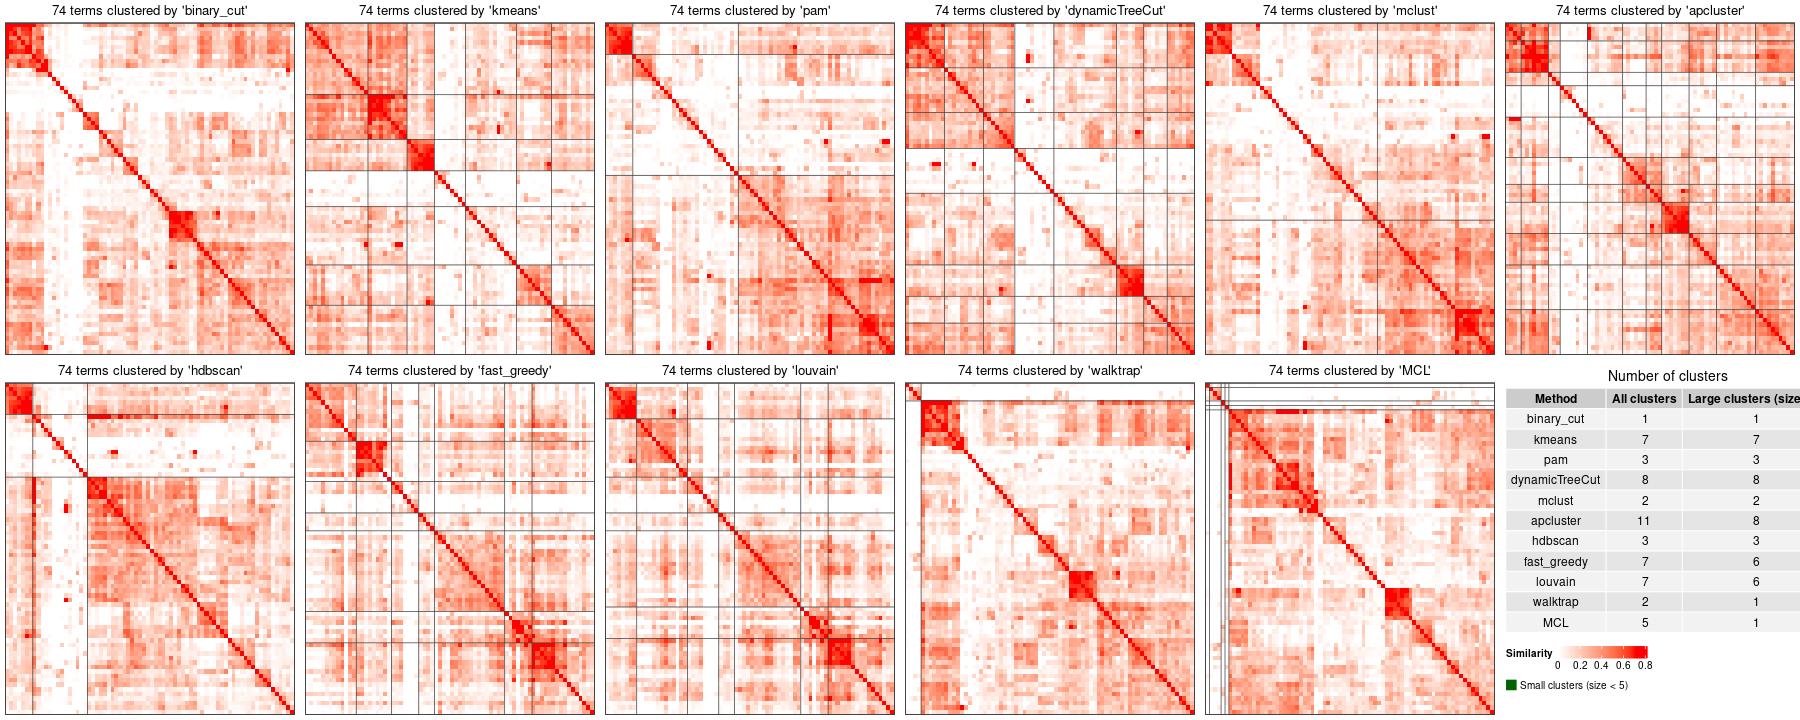 74 terms clustered by 'binary_cut'
74 terms clustered by 'kmeans'
74 terms clustered by 'pam'
74 terms clustered by 'dynamicTreeCut'
74 terms clustered by 'mclust'
74 terms clustered by 'apcluster'
74 terms clustered by 'hdbscan'
74 terms clustered by 'fast_greedy'
74 terms clustered by 'louvain'
74 terms clustered by 'walktrap'
74 terms clustered by 'MCL'
Number of clusters
Method All clusters Large clusters (size
binary_cut 1 1
kmeans 7 7
pam 3 3
dynamicTreeCut 8 8
mclust 2 2
apcluster 11 8
hdbscan 3 3
fast_greedy 7 6
louvain 7 6
walktrap 2 1
MCL 5 1
Similarity
0 0.2 0.4 0.6 0.8
Small clusters (size < 5)